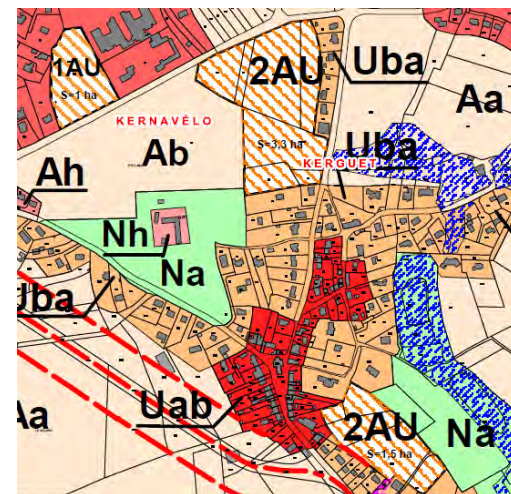 1AU
S=1 ha
2AU
Uba
Aa
KERNAVÉLO
S=3,3 ha
Uba
Ab
KERGUET
Ah
Nh
Na
Uba
Aa
Uab
2AU
Na
S=1,5 ha